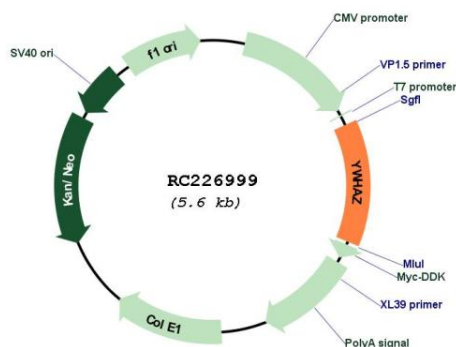 CMV promoter
VP1.5 primer
T7 promoter
SgfI
YWHAZ
MluI
Myc-DDK
XL39 primer
PolyA signal
Col E1
Kan/ Neo
SV40 ori
f1 ori
RC226999
(5.6 kb)